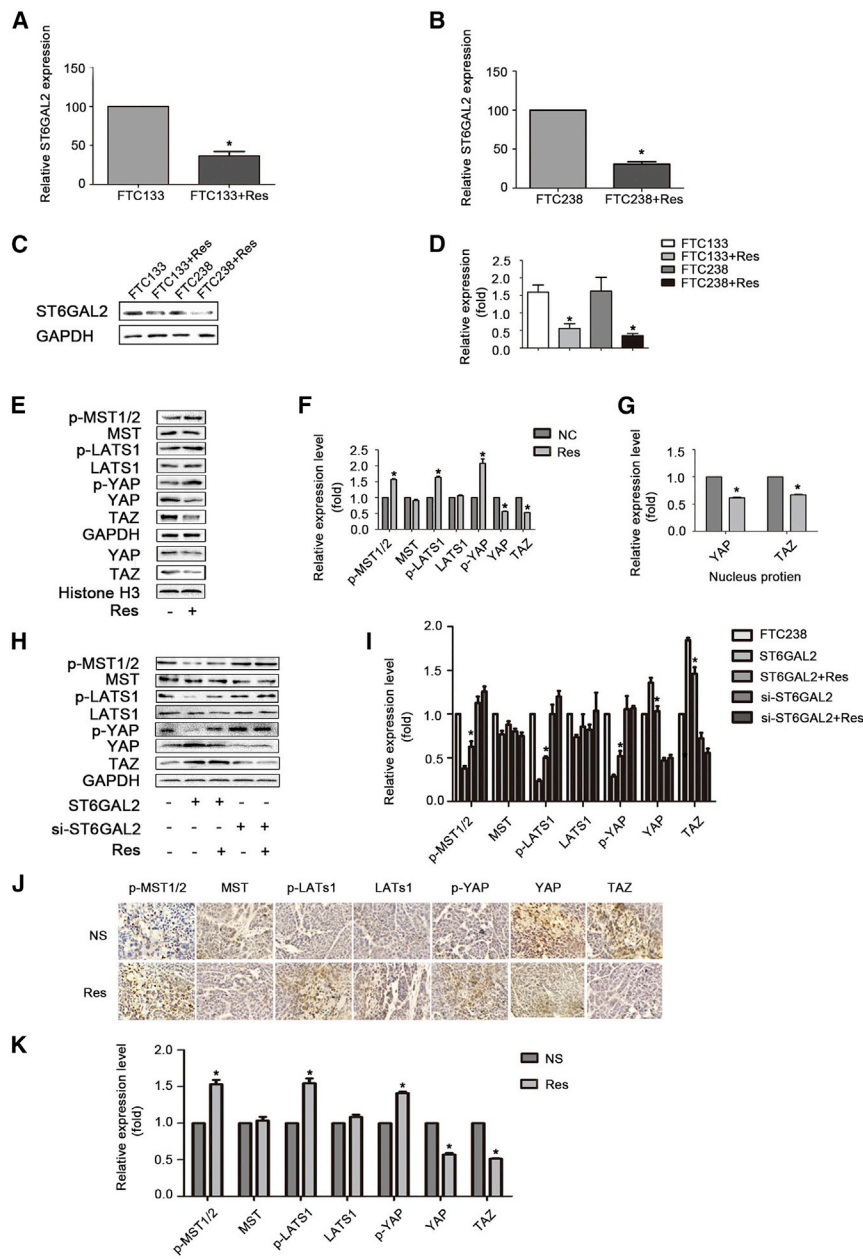 A
Relative ST6GAL2 expression
150
100
50
0
*
FTC133
FTC133+Res
B
Relative ST6GAL2 expression
150
100
50
0
*
FTC238
FTC238+Res
C
FTC133
FTC133+Res
FTC238
FTC238+Res
ST6GAL2
GAPDH
D
Relative expression
(fold)
2.5
2.0
1.5
1.0
0.5
0.0
*
*
FTC133
FTC133+Res
FTC238
FTC238+Res
E
p-MST1/2
MST
p-LATS1
LATS1
p-YAP
YAP
TAZ
GAPDH
YAP
TAZ
Histone H3
Res - +
F
Relative expression level
(fold)
2.5
2.0
1.5
1.0
0.5
0.0
* * * * *
p-MST1/2
MST
p-LATS1
LATS1
p-YAP
YAP
TAZ
NC
Res
G
Relative expression level
(fold)
1.5
1.0
0.5
0.0
* *
YAP
TAZ
Nucleus protien
H
p-MST1/2
MST
p-LATS1
LATS1
p-YAP
YAP
TAZ
GAPDH
ST6GAL2 - + + - -
si-ST6GAL2 - - - + +
Res - - + - +
I
Relative expression level
(fold)
2.0
1.5
1.0
0.5
0.0
* * * * *
p-MST1/2
MST
p-LATS1
LATS1
p-YAP
YAP
TAZ
FTC238
ST6GAL2
ST6GAL2+Res
si-ST6GAL2
si-ST6GAL2+Res
J
p-MST1/2 MST p-LATs1 LATs1 p-YAP YAP TAZ
NS
Res
K
Relative expression level
(fold)
2.0
1.5
1.0
0.5
0.0
* * * * *
p-MST1/2
MST
p-LATS1
LATS1
p-YAP
YAP
TAZ
NS
Res